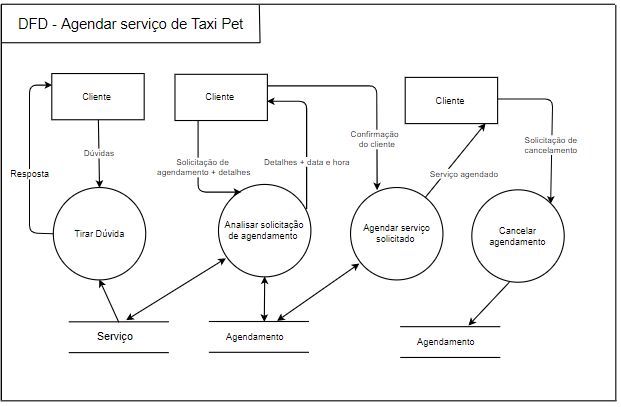 DFD - Agendar serviço de Taxi Pet
Cliente
Cliente
Cliente
Dúvidas
Resposta
Solicitação de
agendamento + detalhes
Detalhes + data e hora
Confirmação
do cliente
Serviço agendado
Solicitação de
cancelamento
Tirar Dúvida
Analisar solicitação
de agendamento
Agendar serviço
solicitado
Cancelar
agendamento
Serviço
Agendamento
Agendamento